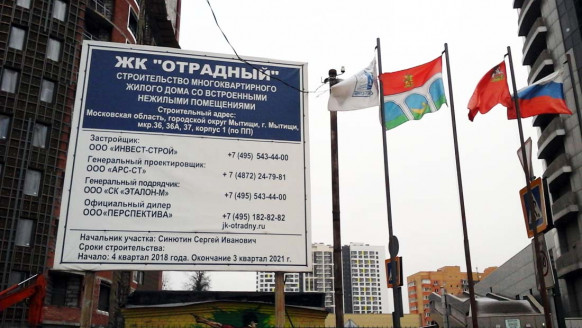 ЖК "ОТРАДНЫЙ"
СТРОИТЕЛЬСТВО МНОГОКВАРТИРНОГО
ЖИЛОГО ДОМА СО ВСТРОЕННЫМИ
НЕЖИЛЫМИ ПОМЕЩЕНИЯМИ
Строительный адрес:
Московская область, городской округ Мытищи, г. Мытищи,
мкр.36, 36А, 37, корпус 1 (по ПП)
Застройщик:
ООО «ИНВЕСТ-СТРОЙ» +7 (495) 543-44-00
Генеральный проектировщик:
ООО «АРС-СТ» +7 (4872) 24-79-81
Генеральный подрядчик:
ООО «СК «ЭТАЛОН-М» +7 (495) 543-44-00
Официальный дилер
ООО«ПЕРСПЕКТИВА» +7 (495) 182-82-82
jk-otradny.ru
Начальник участка: Синютин Сергей Иванович
Сроки строительства:
Начало: 4 квартал 2018 года. Окончание 3 квартал 2021 г.